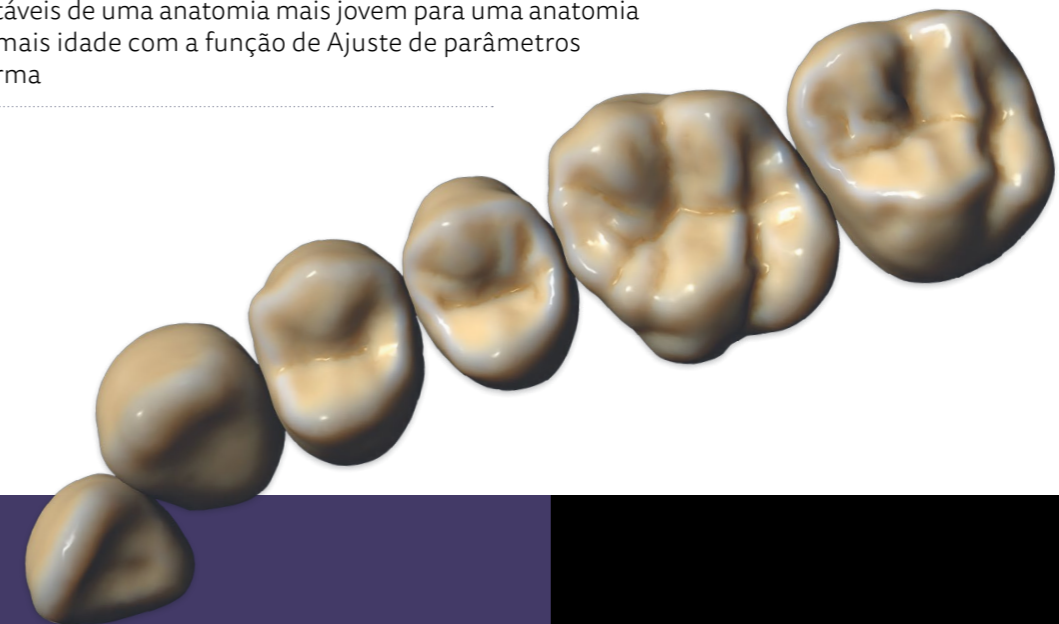 táveis de uma anatomia mais jovem para uma anatomia
mais idade com a função de Ajuste de parâmetros
rma